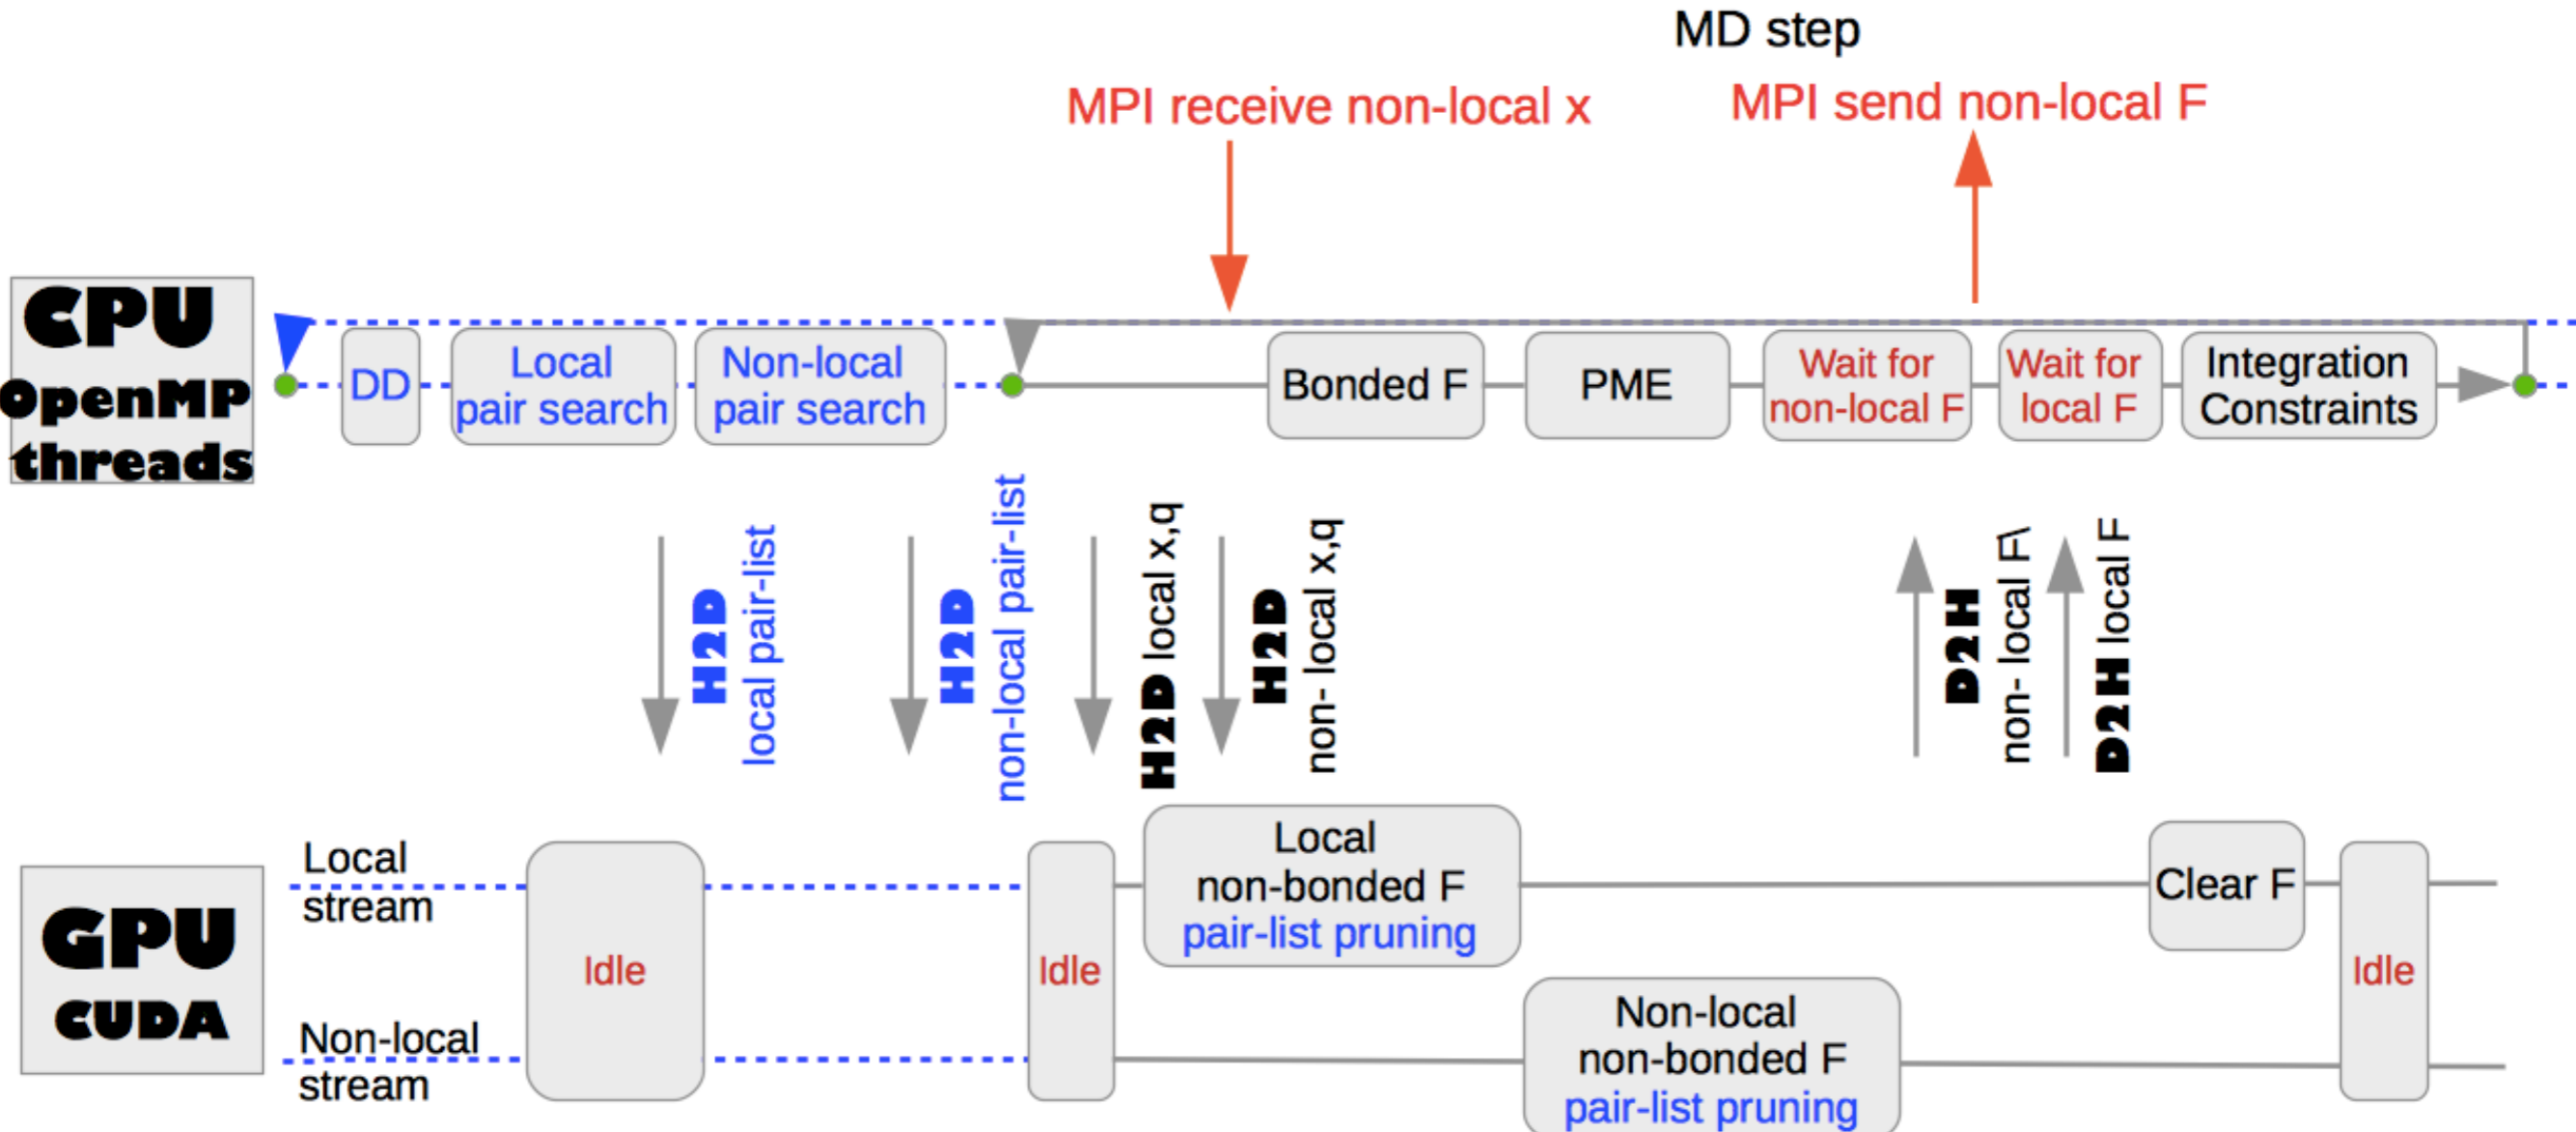 MD step
MPI receive non-local x
MPI send non-local F
CPU
OpenMP
threads
DD
Local
pair search
Non-local
pair search
Bonded F
PME
Wait for
non-local F
Wait for
local F
Integration
Constraints
H2D
local pair-list
H2D
non-local pair-list
H2D local x,q
H2D
non- local x,q
D2H
non- local F\
D2H local F
GPU
CUDA
Local
stream
Non-local
stream
Idle
Idle
Local
non-bonded F
pair-list pruning
Non-local
non-bonded F
pair-list pruning
Clear F
Idle